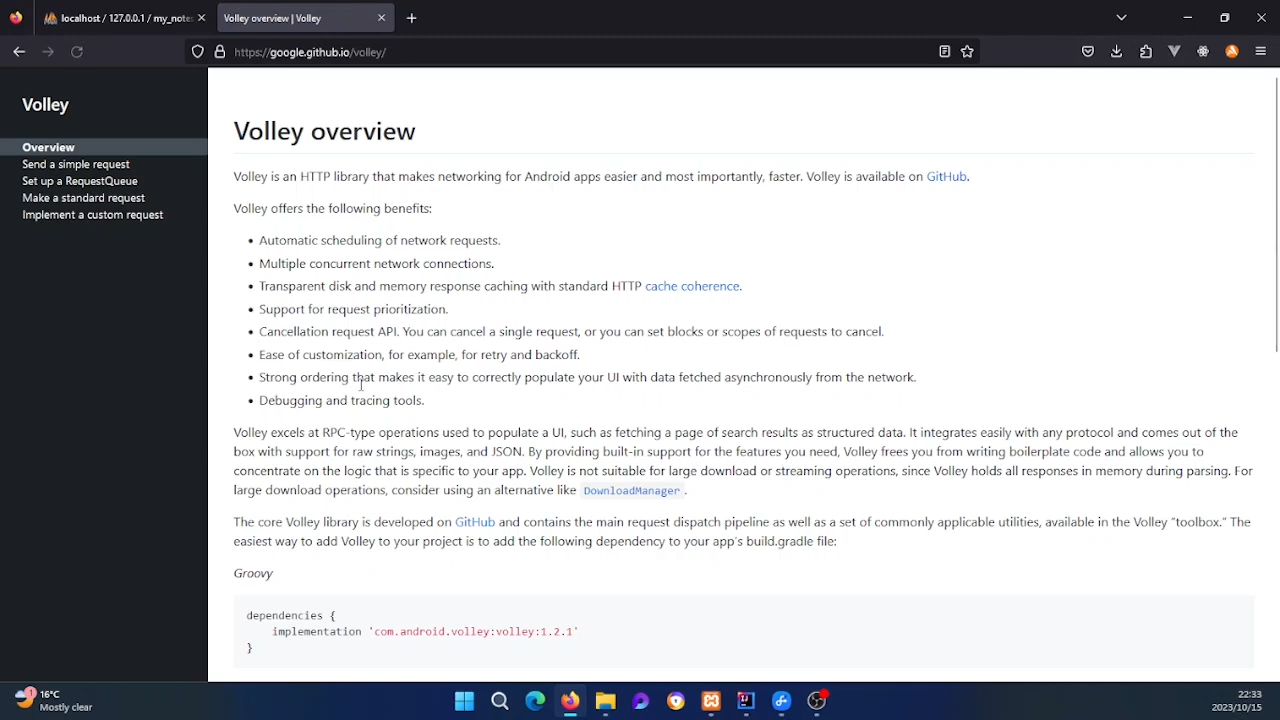 localhost / 127.0.0.1 / my_notes
Volley overview | Volley
https://google.github.io/volley/
Volley
Overview
Send a simple request
Set up a RequestQueue
Make a standard request
Implement a custom request
Volley overview
Volley is an HTTP library that makes networking for Android apps easier and most importantly, faster. Volley is available on GitHub.
Volley offers the following benefits:
• Automatic scheduling of network requests.
• Multiple concurrent network connections.
• Transparent disk and memory response caching with standard HTTP cache coherence.
• Support for request prioritization.
• Cancellation request API. You can cancel a single request, or you can set blocks or scopes of requests to cancel.
• Ease of customization, for example, for retry and backoff.
• Strong ordering that makes it easy to correctly populate your UI with data fetched asynchronously from the network.
• Debugging and tracing tools.
Volley excels at RPC-type operations used to populate a UI, such as fetching a page of search results as structured data. It integrates easily with any protocol and comes out of the
box with support for raw strings, images, and JSON. By providing built-in support for the features you need, Volley frees you from writing boilerplate code and allows you to
concentrate on the logic that is specific to your app. Volley is not suitable for large download or streaming operations, since Volley holds all responses in memory during parsing. For
large download operations, consider using an alternative like DownloadManager.
The core Volley library is developed on GitHub and contains the main request dispatch pipeline as well as a set of commonly applicable utilities, available in the Volley “toolbox.” The
easiest way to add Volley to your project is to add the following dependency to your app’s build.gradle file:
Groovy
dependencies {
implementation 'com.android.volley:volley:1.2.1'
}
1
16°C
Mostly clear
22:33
2023/10/15